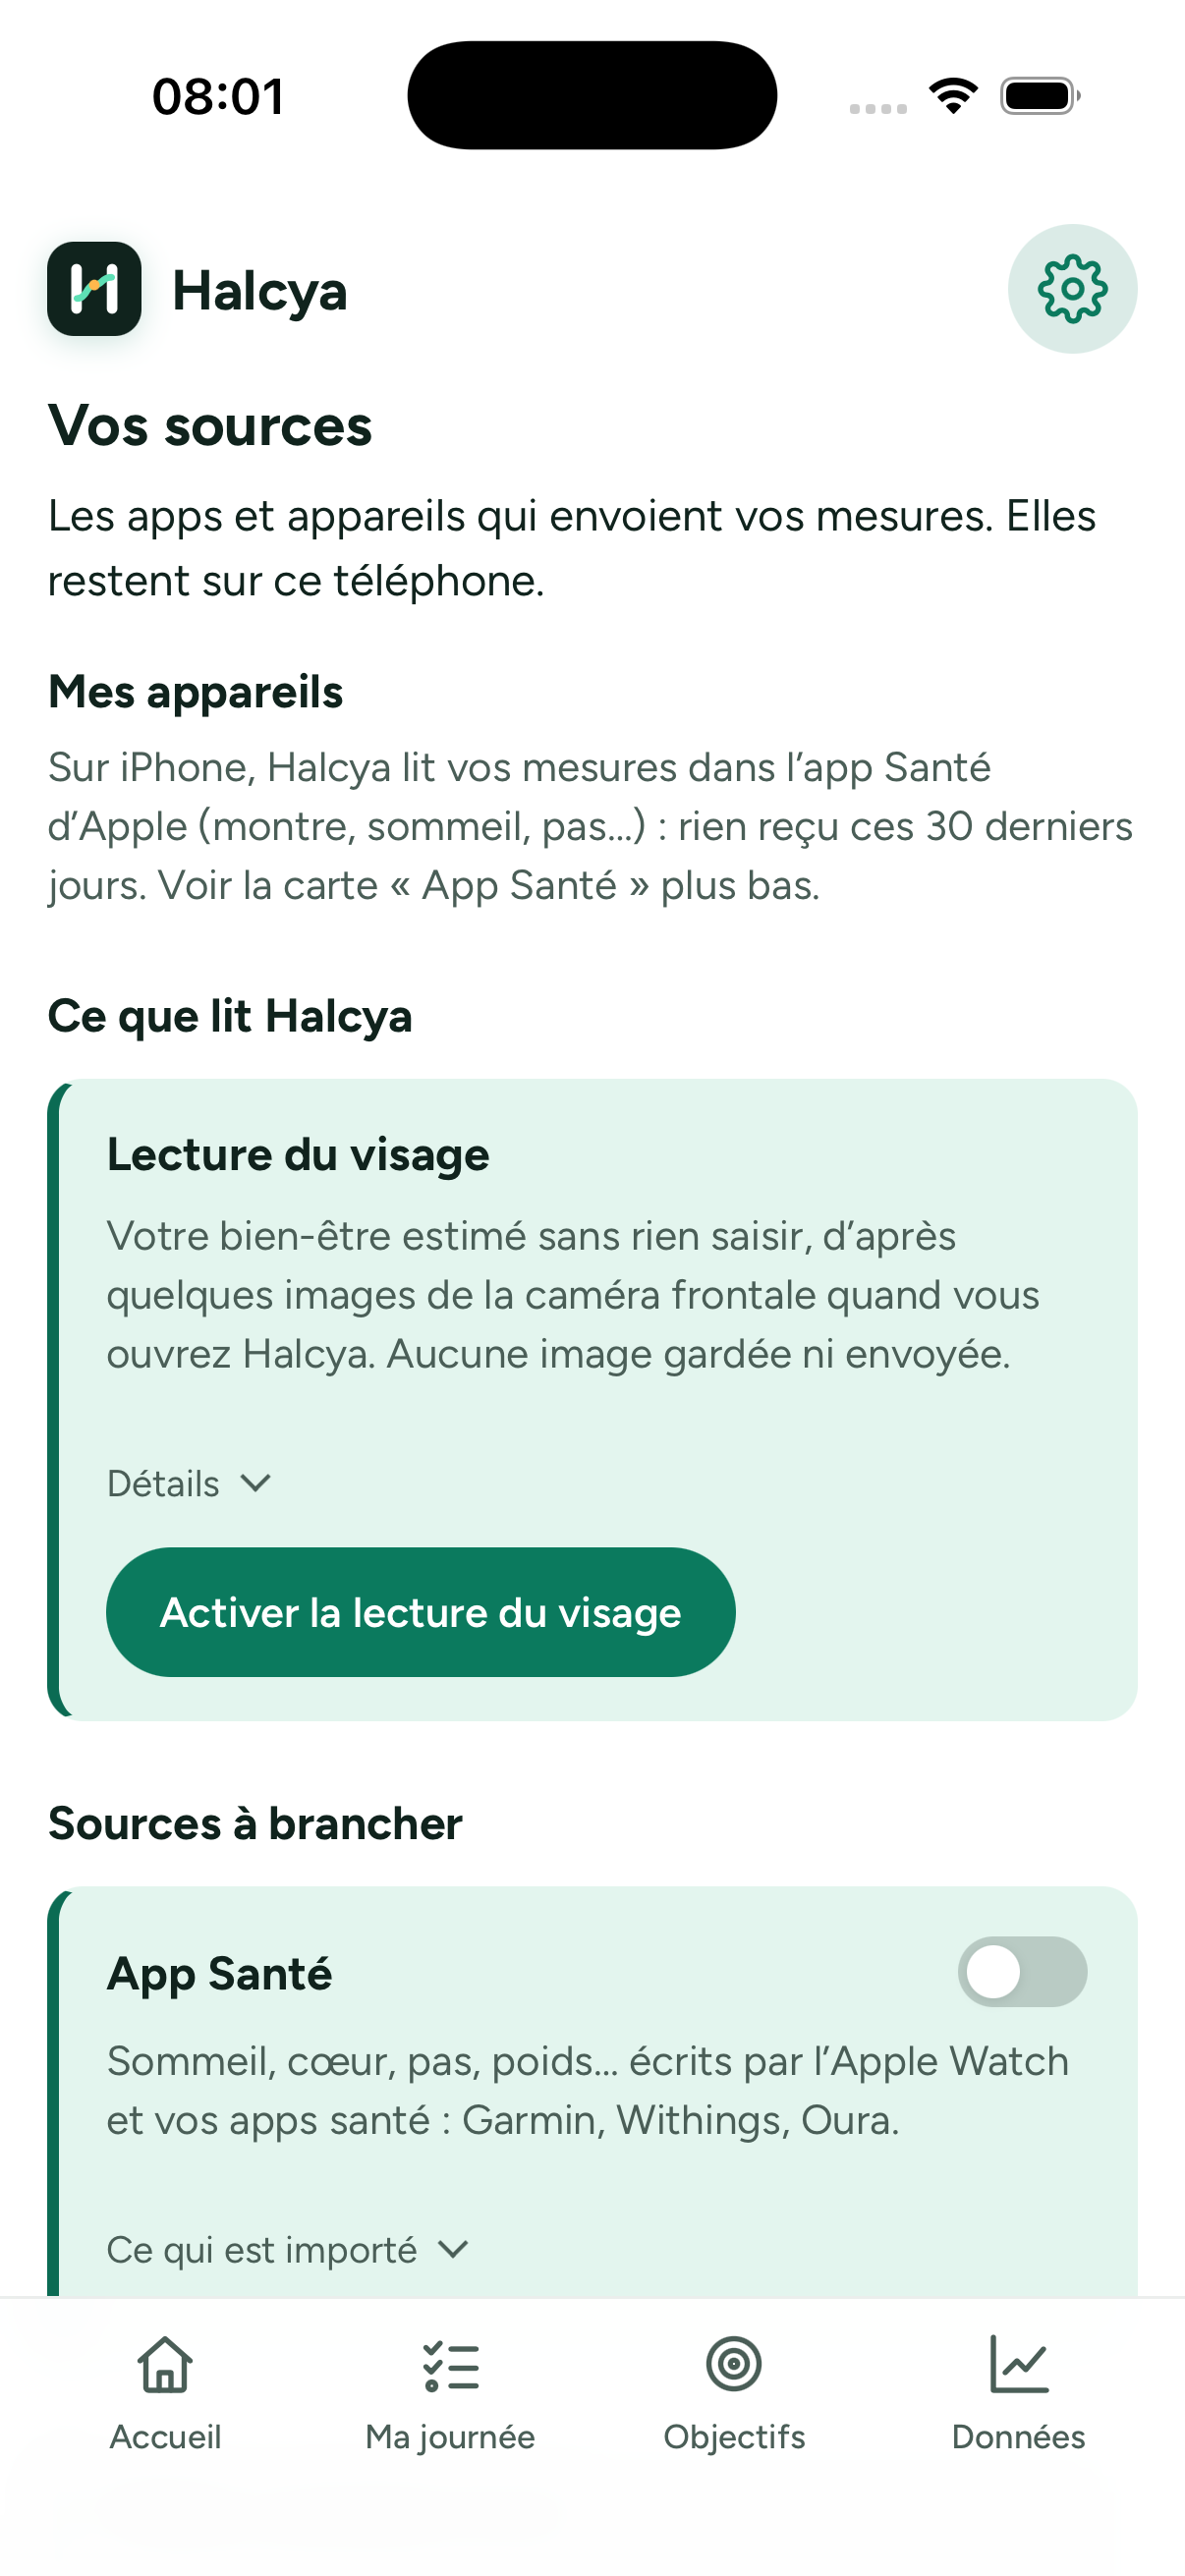 08:01
Halcya
Vos sources
Les apps et appareils qui envoient vos mesures. Elles
restent sur ce téléphone.
Mes appareils
Sur iPhone, Halcya lit vos mesures dans l’app Santé
d’Apple (montre, sommeil, pas…) : rien reçu ces 30 derniers
jours. Voir la carte « App Santé » plus bas.
Ce que lit Halcya
Lecture du visage
Votre bien-être estimé sans rien saisir, d’après
quelques images de la caméra frontale quand vous
ouvrez Halcya. Aucune image gardée ni envoyée.
Détails
Activer la lecture du visage
Sources à brancher
App Santé
Sommeil, cœur, pas, poids… écrits par l’Apple Watch
et vos apps santé : Garmin, Withings, Oura.
Ce qui est importé
Accueil
Ma journée
Objectifs
Données